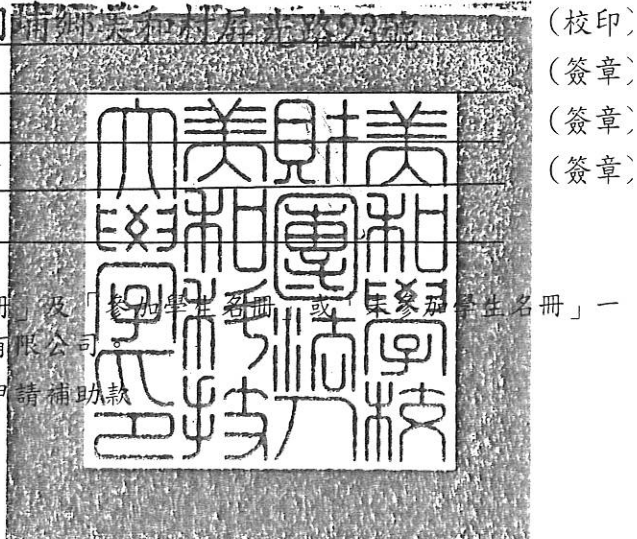 埔鄉美和村屏光路23號
（校印）
（簽章）
（簽章）
（簽章）
美和學校
財團法人
美和科技
大學印
冊」及「參加學生名冊」或「未參加學生名冊」一
有限公司。
申請補助款